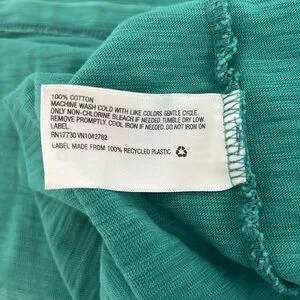 100% COTTON
MACHINE WASH COLD WITH LIKE COLORS GENTLE CYCLE.
ONLY NON-CHLORINE BLEACH IF NEEDED. TUMBLE DRY LOW.
REMOVE PROMPTLY. COOL IRON IF NEEDED. DO NOT IRON ON
LABEL.
RN17730 VN1042782
LABEL MADE FROM 100% RECYCLED PLASTIC